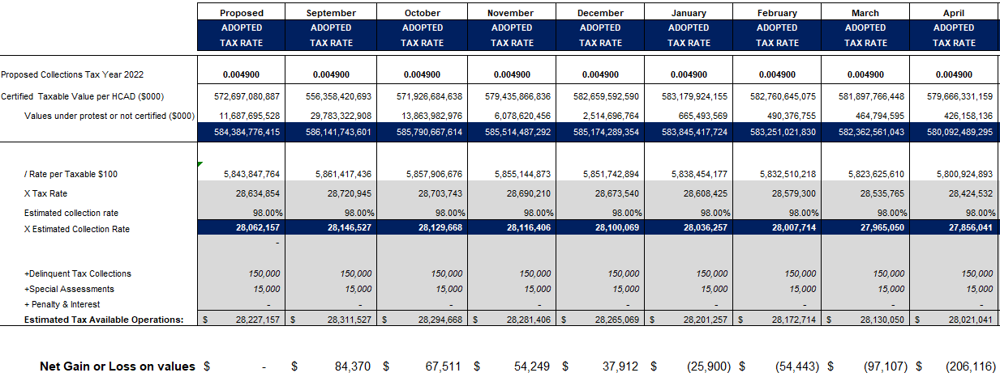 Proposed September October November December January February March April
ADOPTED ADOPTED ADOPTED ADOPTED ADOPTED ADOPTED ADOPTED ADOPTED ADOPTED
TAX RATE TAX RATE TAX RATE TAX RATE TAX RATE TAX RATE TAX RATE TAX RATE TAX RATE
Proposed Collections Tax Year 2022 0.004900 0.004900 0.004900 0.004900 0.004900 0.004900 0.004900 0.004900 0.004900
Certified Taxable Value per HCAD ($000) 572,697,080,887 556,358,420,693 571,926,684,638 579,435,866,836 582,659,592,590 583,179,924,155 582,760,645,075 581,897,766,448 579,666,331,159
Values under protest or not certified ($000) 11,687,695,528 29,783,322,908 13,863,982,976 6,078,620,456 2,514,696,764 665,493,569 490,376,755 464,794,595 426,158,136
584,384,776,415 586,141,743,601 585,790,667,614 585,514,487,292 585,174,289,354 583,845,417,724 583,251,021,830 582,362,561,043 580,092,489,295
/ Rate per Taxable $100 5,843,847,764 5,861,417,436 5,857,906,676 5,855,144,873 5,851,742,894 5,838,454,177 5,832,510,218 5,823,625,610 5,800,924,893
X Tax Rate 28,634,854 28,720,945 28,703,743 28,690,210 28,673,540 28,608,425 28,579,300 28,535,765 28,424,532
Estimated collection rate 98.00% 98.00% 98.00% 98.00% 98.00% 98.00% 98.00% 98.00% 98.00%
X Estimated Collection Rate 28,062,157 28,146,527 28,129,668 28,116,406 28,100,069 28,036,257 28,007,714 27,965,050 27,856,041
-
+Delinquent Tax Collections 150,000 150,000 150,000 150,000 150,000 150,000 150,000 150,000 150,000
+Special Assessments 15,000 15,000 15,000 15,000 15,000 15,000 15,000 15,000 15,000
+ Penalty & Interest - - - - - - - - -
Estimated Tax Available Operations: $ 28,227,157 $ 28,311,527 $ 28,294,668 $ 28,281,406 $ 28,265,069 $ 28,201,257 $ 28,172,714 $ 28,130,050 $ 28,021,041
Net Gain or Loss on values $ - $ 84,370 $ 67,511 $ 54,249 $ 37,912 $ (25,900) $ (54,443) $ (97,107) $ (206,116)